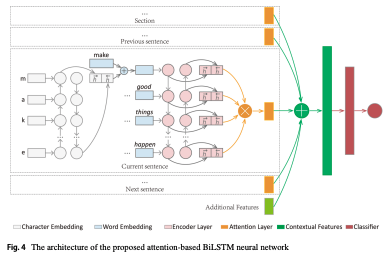 ...
Section
...
Previous sentence
make
m
a
k
...
e
good
things
...
happen
Current sentence
...
Next sentence
Additional Features
Character Embedding
Word Embedding
Encoder Layer
Attention Layer
Contextual Features
Classifier
Fig. 4 The architecture of the proposed attention-based BiLSTM neural network